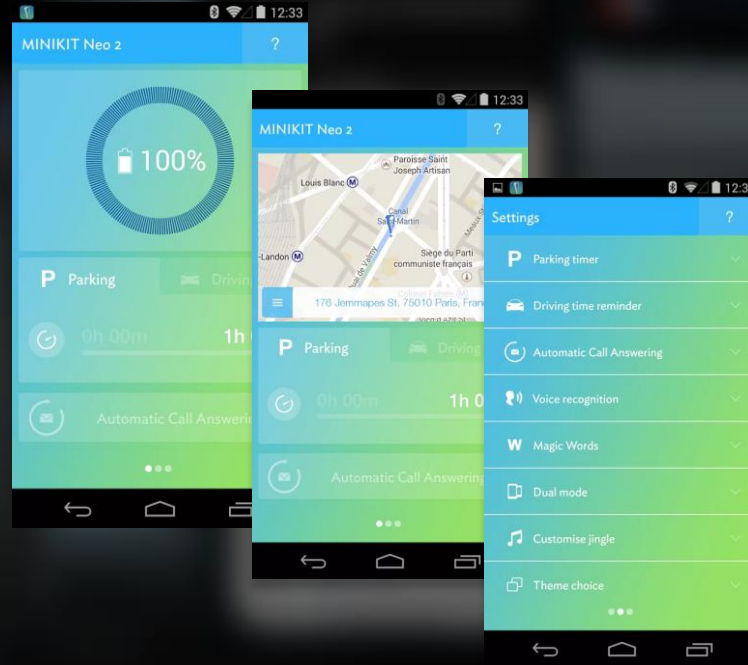 12:33
MINIKIT Neo 2
?
100%
P Parking
Driving
0h 00m
1h
Automatic Call Answerin
12:33
MINIKIT Neo 2
?
Paroisse Saint
Joseph Artisan
Louis Blanc M
Canal
Saint-Martin
-Landon M
Siège du Parti
communiste français
176 Jemmapes St, 75010 Paris, Fran
P Parking
Driving
0h 00m
1h 0
Automatic Call Answering
12:3
Settings
?
P Parking timer
Driving time reminder
Automatic Call Answering
Voice recognition
W Magic Words
Dual mode
Customise jingle
Theme choice